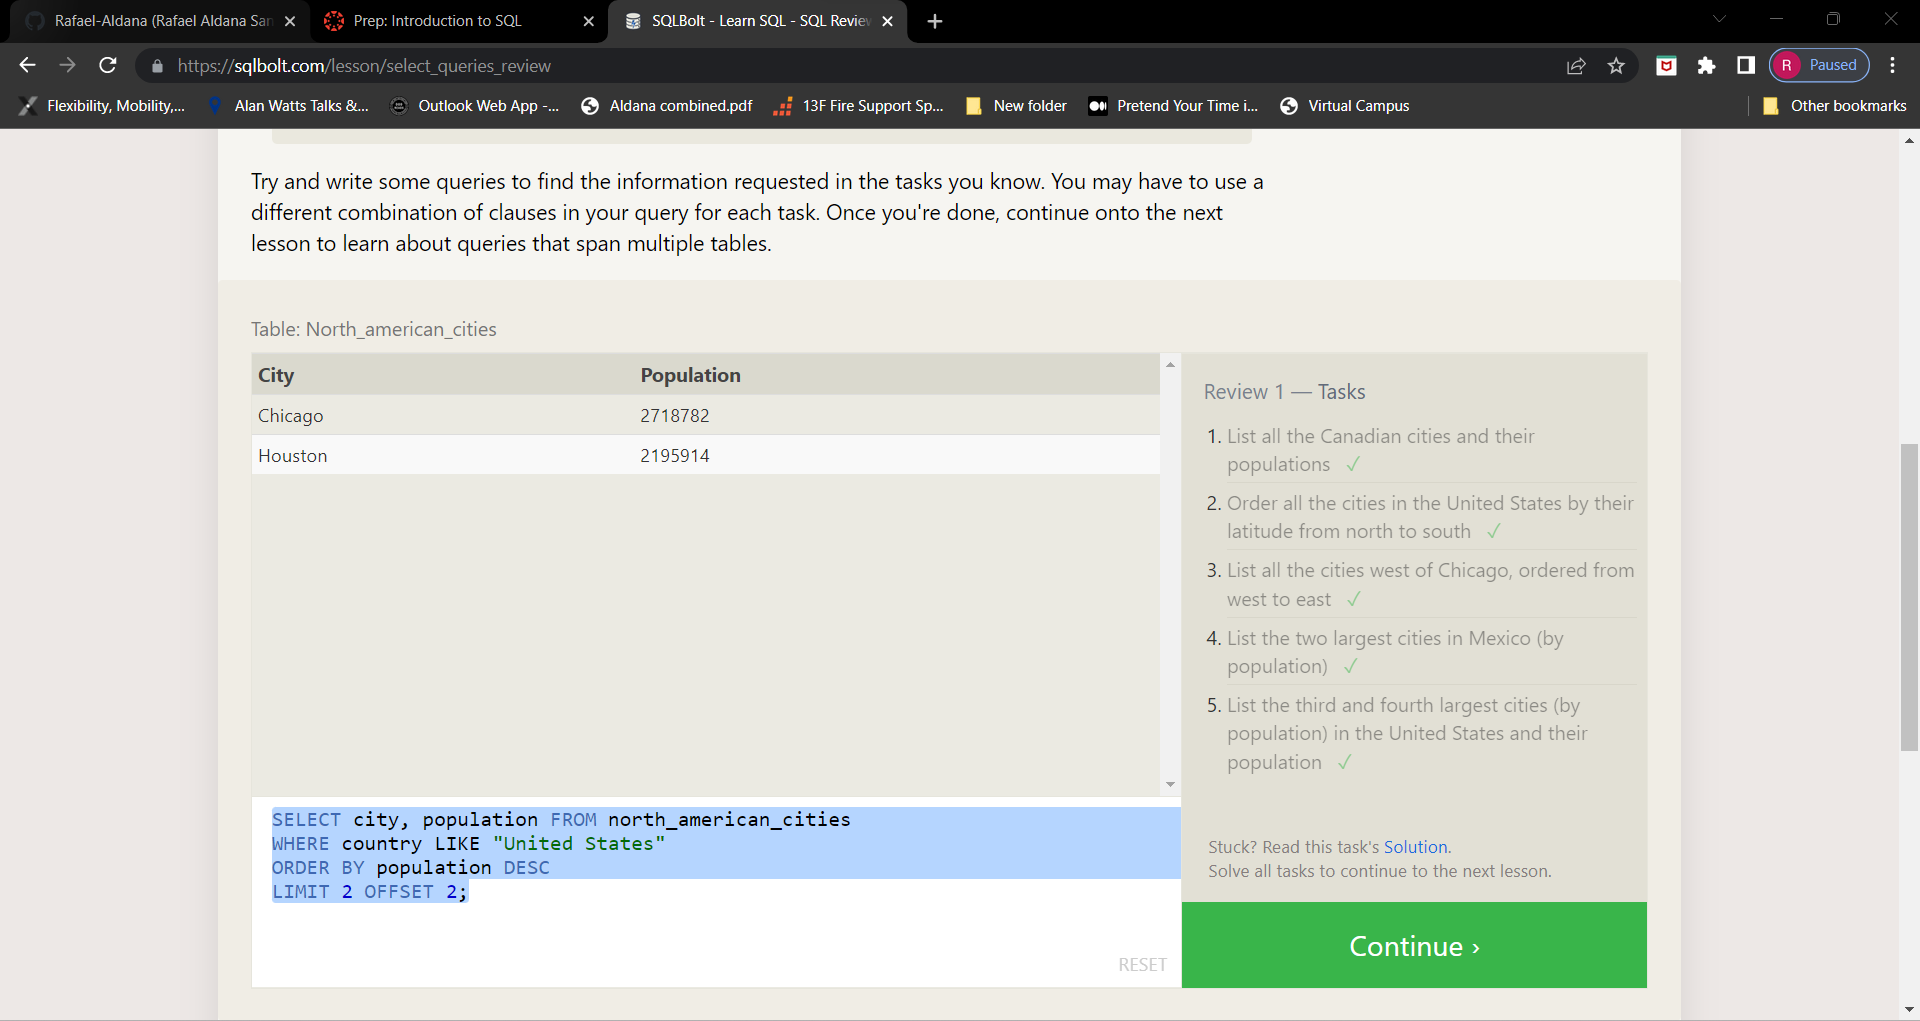 Rafael-Aldana (Rafael Aldana San
Prep: Introduction to SQL
SQLBolt - Learn SQL - SQL Review
https://sqlbolt.com/lesson/select_queries_review
R Paused
Flexibility, Mobility,...
Alan Watts Talks &...
Outlook Web App -...
Aldana combined.pdf
13F Fire Support Sp...
New folder
Pretend Your Time i...
Virtual Campus
Other bookmarks
Try and write some queries to find the information requested in the tasks you know. You may have to use a
different combination of clauses in your query for each task. Once you're done, continue onto the next
lesson to learn about queries that span multiple tables.
Table: North_american_cities
City Population
Chicago 2718782
Houston 2195914
SELECT city, population FROM north_american_cities
WHERE country LIKE "United States"
ORDER BY population DESC
LIMIT 2 OFFSET 2;
RESET
Review 1 — Tasks
1. List all the Canadian cities and their
populations ✓
2. Order all the cities in the United States by their
latitude from north to south ✓
3. List all the cities west of Chicago, ordered from
west to east ✓
4. List the two largest cities in Mexico (by
population) ✓
5. List the third and fourth largest cities (by
population) in the United States and their
population ✓
Stuck? Read this task's Solution.
Solve all tasks to continue to the next lesson.
Continue ›